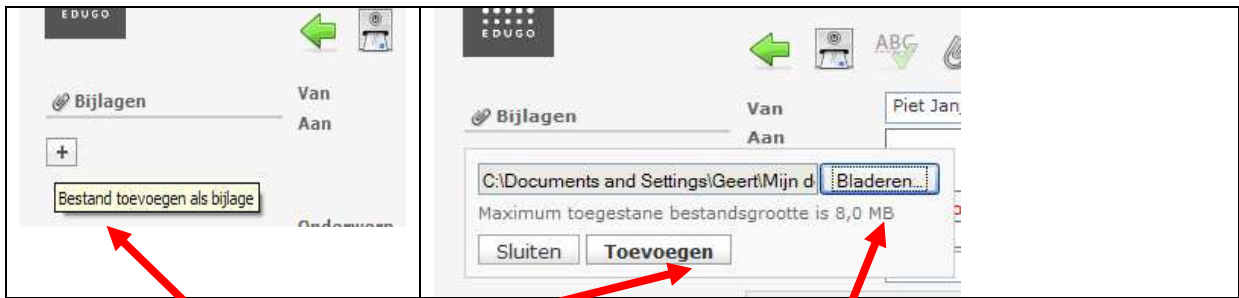 EDUGO
Bijlagen
Van
Aan
+
Bestand toevoegen als bijlage
EDUGO
ABC
Bijlagen
Van
Piet Jan
Aan
C:\Documents and Settings\Geert\Mijn d
Bladeren...
Maximum toegestane bestandsgrootte is 8,0 MB
Sluiten
Toevoegen